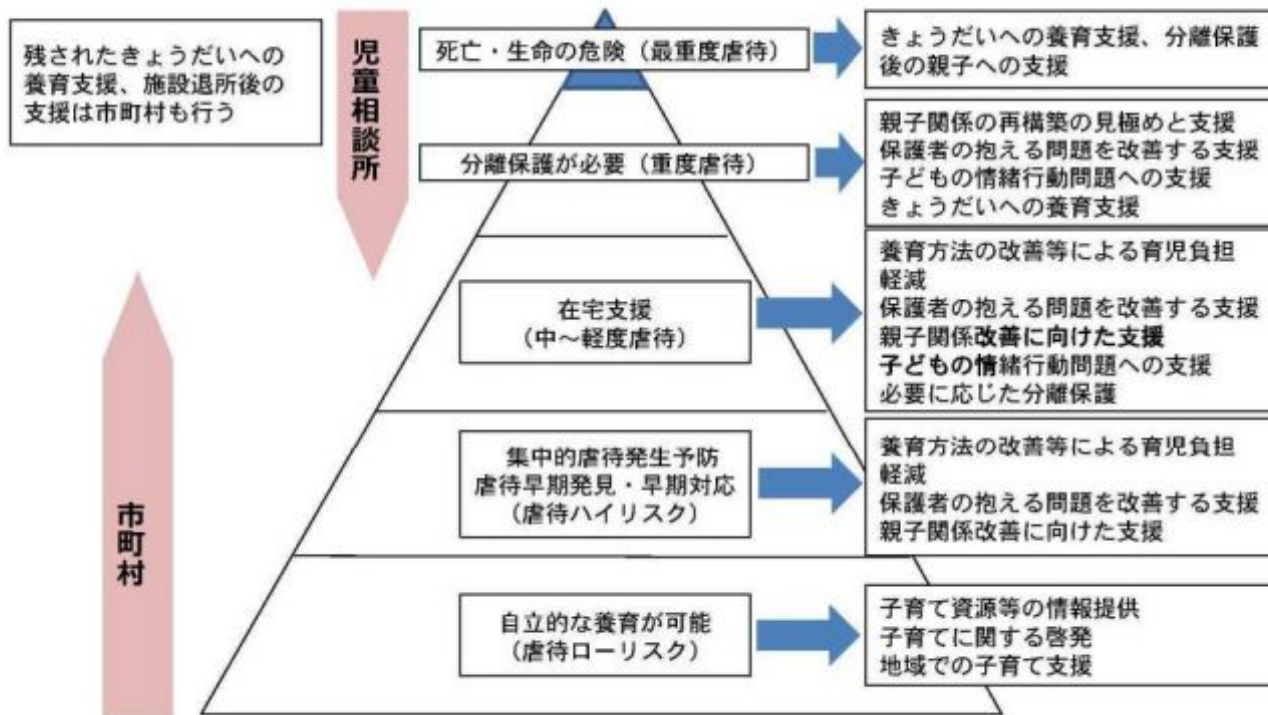 残されたきょうだいへの
養育支援、施設退所後の
支援は市町村も行う
児童相談所
市町村
死亡・生命の危険（最重度虐待）
きょうだいへの養育支援、分離保護
後の親子への支援
分離保護が必要（重度虐待）
親子関係の再構築の見極めと支援
保護者の抱える問題を改善する支援
子どもの情緒行動問題への支援
きょうだいへの養育支援
在宅支援
（中～軽度虐待）
養育方法の改善等による育児負担
軽減
保護者の抱える問題を改善する支援
親子関係改善に向けた支援
子どもの情緒行動問題への支援
必要に応じた分離保護
集中的虐待発生予防
虐待早期発見・早期対応
（虐待ハイリスク）
養育方法の改善等による育児負担
軽減
保護者の抱える問題を改善する支援
親子関係改善に向けた支援
自立的な養育が可能
（虐待ローリスク）
子育て資源等の情報提供
子育てに関する啓発
地域での子育て支援